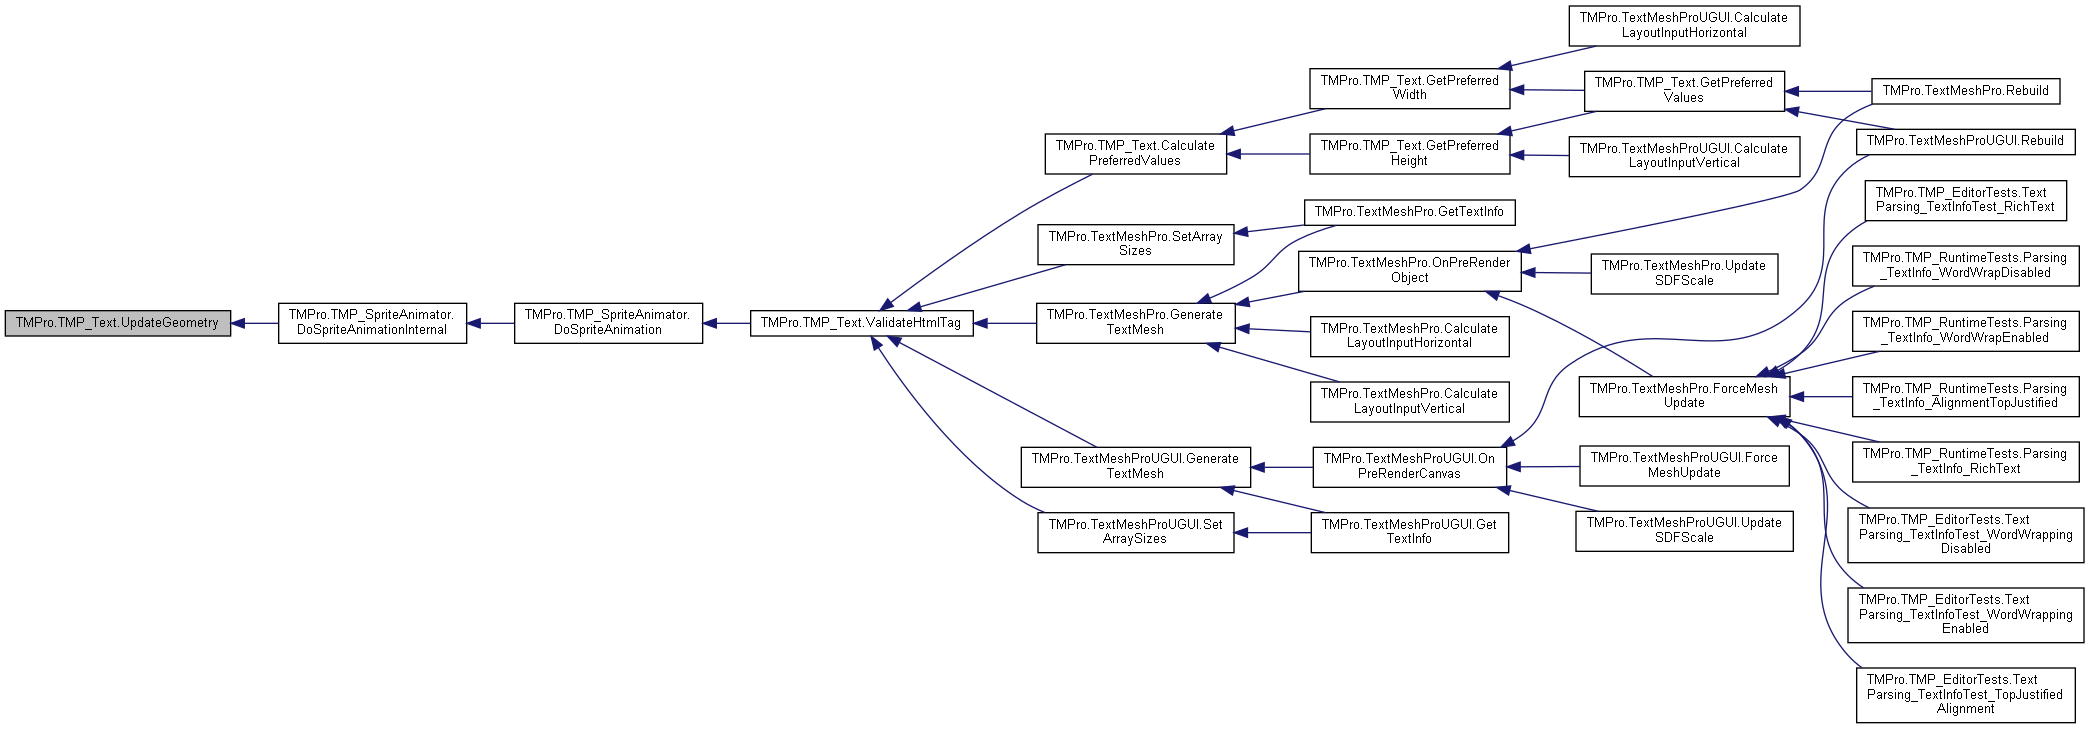 TMPro.TMP_Text.UpdateGeometry
TMPro.TMP_SpriteAnimator.
DoSpriteAnimationInternal
TMPro.TMP_SpriteAnimator.
DoSpriteAnimation
TMPro.TMP_Text.ValidateHtmlTag
TMPro.TMP_Text.Calculate
PreferredValues
TMPro.TextMeshPro.SetArray
Sizes
TMPro.TextMeshPro.Generate
TextMesh
TMPro.TextMeshProUGUI.Generate
TextMesh
TMPro.TextMeshProUGUI.Set
ArraySizes
TMPro.TMP_Text.GetPreferred
Width
TMPro.TMP_Text.GetPreferred
Height
TMPro.TextMeshPro.GetTextInfo
TMPro.TextMeshPro.OnPreRender
Object
TMPro.TextMeshPro.Calculate
LayoutInputHorizontal
TMPro.TextMeshPro.Calculate
LayoutInputVertical
TMPro.TextMeshProUGUI.On
PreRenderCanvas
TMPro.TextMeshProUGUI.Get
TextInfo
TMPro.TextMeshProUGUI.Calculate
LayoutInputHorizontal
TMPro.TMP_Text.GetPreferred
Values
TMPro.TextMeshProUGUI.Calculate
LayoutInputVertical
TMPro.TextMeshPro.Update
SDFScale
TMPro.TextMeshPro.ForceMesh
Update
TMPro.TextMeshProUGUI.Force
MeshUpdate
TMPro.TextMeshProUGUI.Update
SDFScale
TMPro.TextMeshPro.Rebuild
TMPro.TextMeshProUGUI.Rebuild
TMPro.TMP_EditorTests.Text
Parsing_TextInfoTest_RichText
TMPro.TMP_RuntimeTests.Parsing
_TextInfo_WordWrapDisabled
TMPro.TMP_RuntimeTests.Parsing
_TextInfo_WordWrapEnabled
TMPro.TMP_RuntimeTests.Parsing
_TextInfo_AlignmentTopJustified
TMPro.TMP_RuntimeTests.Parsing
_TextInfo_RichText
TMPro.TMP_EditorTests.Text
Parsing_TextInfoTest_WordWrapping
Disabled
TMPro.TMP_EditorTests.Text
Parsing_TextInfoTest_WordWrapping
Enabled
TMPro.TMP_EditorTests.Text
Parsing_TextInfoTest_TopJustified
Alignment